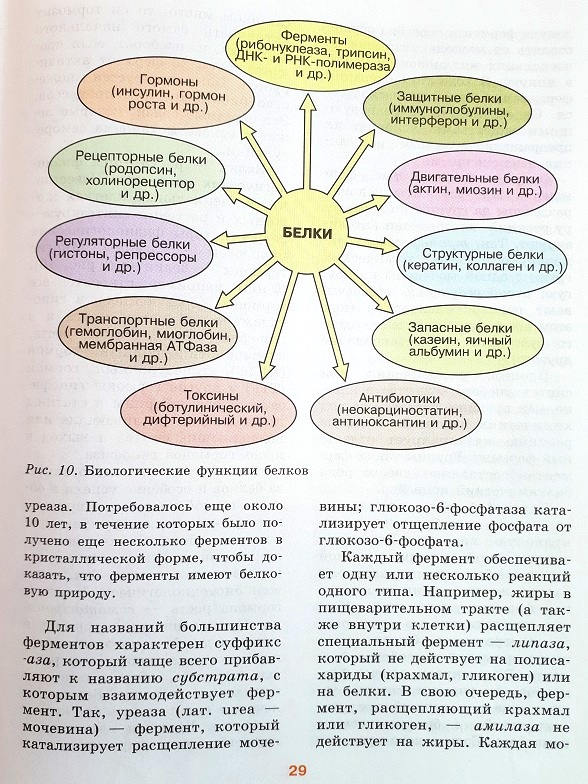 Ферменты
(рибонуклеаза, трипсин,
ДНК- и РНК-полимераза
и др.)
Гормоны
(инсулин, гормон
роста и др.)
Защитные белки
(иммуноглобулины,
интерферон и др.)
Рецепторные белки
(родопсин,
холинорецептор
и др.)
Двигательные белки
(актин, миозин и др.)
БЕЛКИ
Регуляторные белки
(гистоны, репрессоры
и др.)
Структурные белки
(кератин, коллаген и др.)
Транспортные белки
(гемоглобин, миоглобин,
мембранная АТФаза
и др.)
Запасные белки
(казеин, яичный
альбумин и др.)
Токсины
(ботулинический,
дифтерийный и др.)
Антибиотики
(неокарциностатин,
антиноксантин и др.)
Рис. 10. Биологические функции белков
уреаза. Потребовалось еще около
10 лет, в течение которых было по-
лучено еще несколько ферментов в
кристаллической форме, чтобы до-
казать, что ферменты имеют белко-
вую природу.
Для названий большинства
ферментов характерен суффикс
-аза, который чаще всего прибав-
ляют к названию субстрата, с
которым взаимодействует фер-
мент. Так, уреаза (лат. urea —
мочевина) — фермент, который
катализирует расщепление моче-
вины; глюкозо-6-фосфатаза ката-
лизирует отщепление фосфата от
глюкозо-6-фосфата.
Каждый фермент обеспечива-
ет одну или несколько реакций
одного типа. Например, жиры в
пищеварительном тракте (а так-
же внутри клетки) расщепляет
специальный фермент — липаза,
который не действует на полиса-
хариды (крахмал, гликоген) или
на белки. В свою очередь, фер-
мент, расщепляющий крахмал
или гликоген, — амилаза не
действует на жиры. Каждая мо-
29